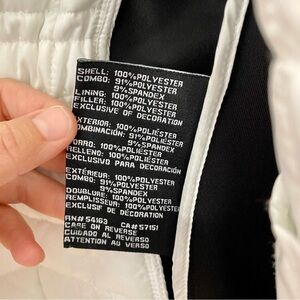 SHELL: 100%POLYESTER
COMBO: 91%POLYESTER
9%SPANDEX
LINING: 100%POLYESTER
FILLER: 100%POLYESTER
EXCLUSIVE OF DECORATION
EXTERIOR: 100%POLIÉSTER
COMBINACIÓN: 91%POLIÉSTER
9%SPANDEX
FORRO: 100%POLIÉSTER
RELLENO: 100%POLIÉSTER
EXCLUSIVO PARA DECORACIÓN
EXTÉRIEUR: 100%POLYESTER
COMBO: 91%POLYESTER
9%SPANDEX
DOUBLURE: 100%POLYESTER
REMPLISSEUR: 100%POLYESTER
EXCLUSIF DE DÉCORATION
RN#54163 CA#57151
CARE ON REVERSE
CUIDADO AL REVERSO
ATTENTION AU VERSO